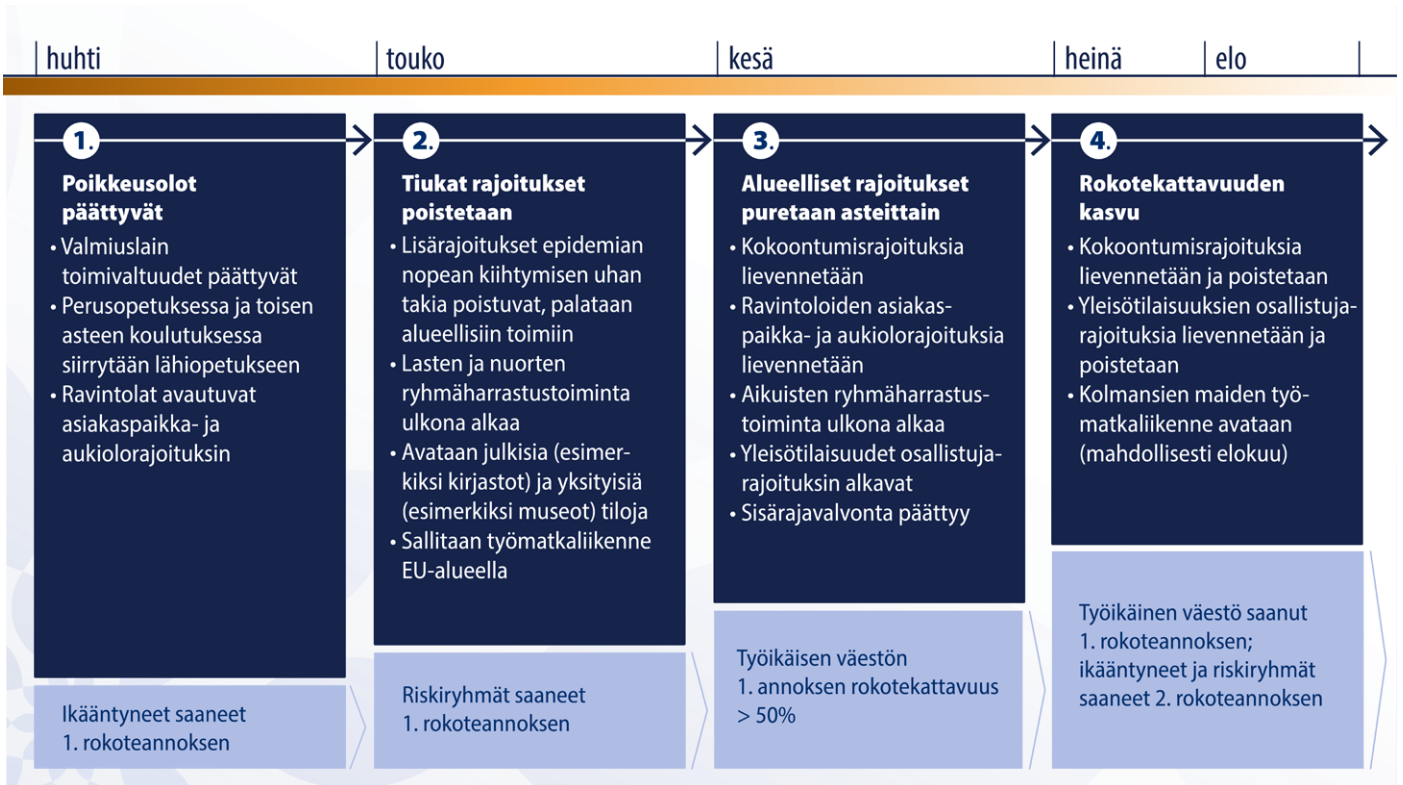 huhti
touko
kesä
heinä
elo
1.
Poikkeusolot
päättyvät
• Valmiuslain
toimivaltuudet päättyvät
• Perusopetuksessa ja toisen
asteen koulutuksessa
siirrytään lähiopetukseen
• Ravintolat avautuvat
asiakaspaikka- ja
aukiolorajoituksin
Ikääntyneet saaneet
1. rokoteannoksen
2.
Tiukat rajoitukset
poistetaan
• Lisärajoitukset epidemian
nopean kiihtymisen uhan
takia poistuvat, palataan
alueellisiin toimiin
• Lasten ja nuorten
ryhmäharrastustoiminta
ulkona alkaa
• Avataan julkisia (esimer-
kiksi kirjastot) ja yksityisiä
(esimerkiksi museot) tiloja
• Sallitaan työmatkaliikenne
EU-alueella
Riskiryhmät saaneet
1. rokoteannoksen
3.
Alueelliset rajoitukset
puretaan asteittain
• Kokoontumisrajoituksia
lievennetään
• Ravintoloiden asiakas-
paikka- ja aukiolorajoituksia
lievennetään
• Aikuisten ryhmäharrastus-
toiminta ulkona alkaa
• Yleisötilaisuudet osallistuja-
rajoituksin alkavat
• Sisärajavalvonta päättyy
Työikäisen väestön
1. annoksen rokotekattavuus
> 50%
4.
Rokotekattavuuden
kasvu
• Kokoontumisrajoituksia
lievennetään ja poistetaan
• Yleisötilaisuuksien osallistuja-
rajoituksia lievennetään ja
poistetaan
• Kolmansien maiden työ-
matkaliikenne avataan
(mahdollisesti elokuu)
Työikäinen väestö saanut
1. rokoteannoksen;
ikääntyneet ja riskiryhmät
saaneet 2. rokoteannoksen